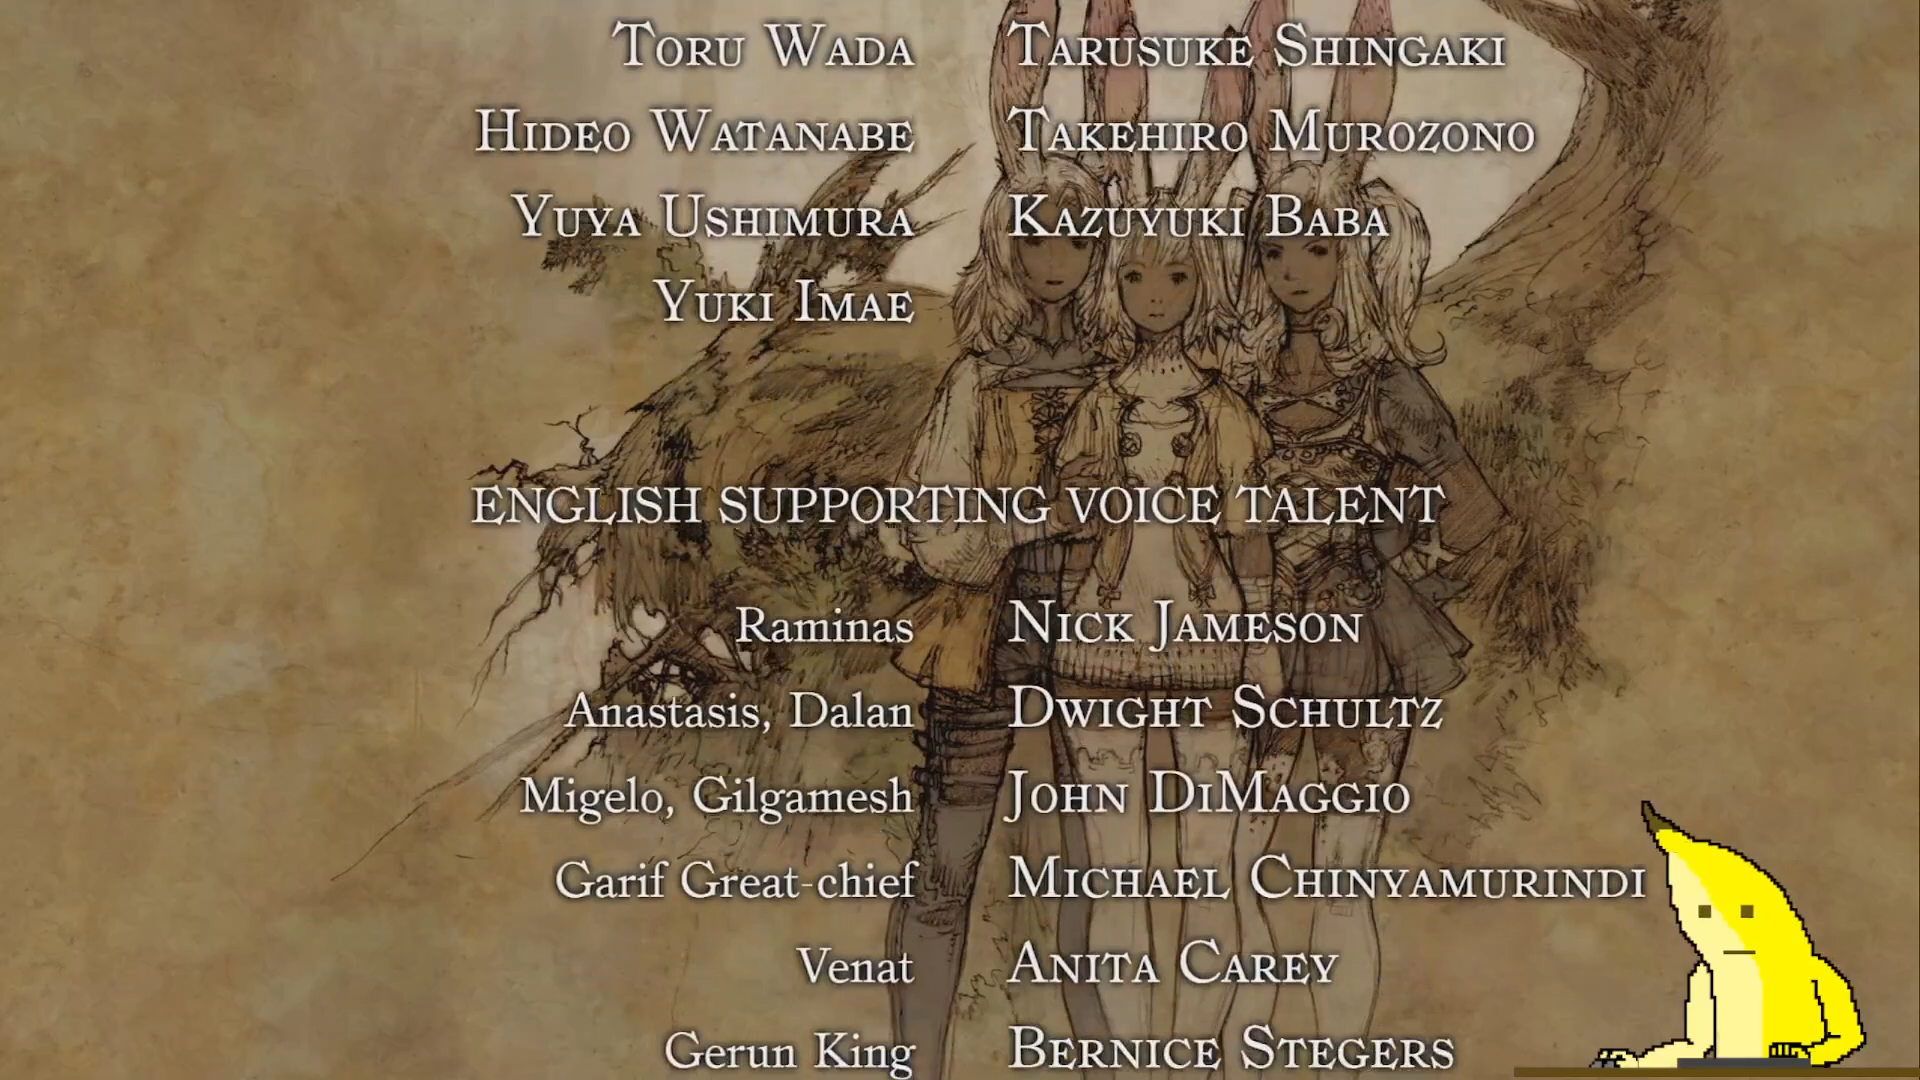 Toru Wada Tarusuke Shingaki
Hideo Watanabe Takehiro Murozono
Yuya Ushimura Kazuyuki Baba
Yuki Imae
ENGLISH SUPPORTING VOICE TALENT
Raminas Nick Jameson
Anastasis, Dalan Dwight Schultz
Migelo, Gilgamesh John DiMaggio
Garif Great-chief Michael Chinyamurindi
Venat Anita Carey
Gerun King Bernice Stegers